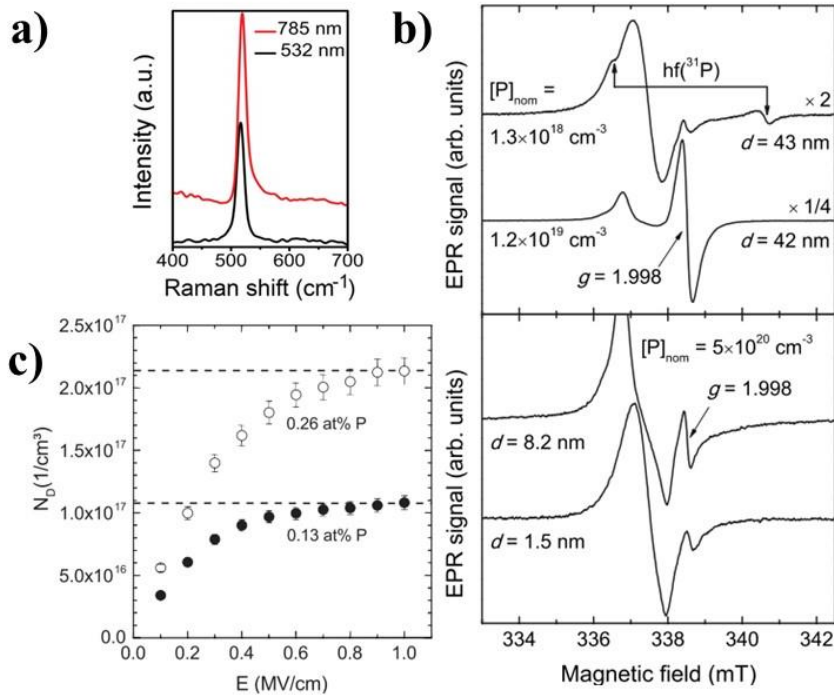 a)
785 nm
532 nm
Intensity (a.u.)
400 500 600 700
Raman shift (cm⁻¹)
b)
EPR signal (arb. units)
hf(³¹P)
[P]nom =
× 2
1.3×10¹⁸ cm⁻³
d = 43 nm
× 1/4
1.2×10¹⁹ cm⁻³
d = 42 nm
g = 1.998
EPR signal (arb. units)
[P]nom = 5×10²⁰ cm⁻³
g = 1.998
d = 8.2 nm
d = 1.5 nm
334 336 338 340 342
Magnetic field (mT)
c)
N_D(1/cm³)
2.5x10¹⁷
2.0x10¹⁷
1.5x10¹⁷
1.0x10¹⁷
5.0x10¹⁶
0.0
0.26 at% P
0.13 at% P
0.0 0.2 0.4 0.6 0.8 1.0
E (MV/cm)